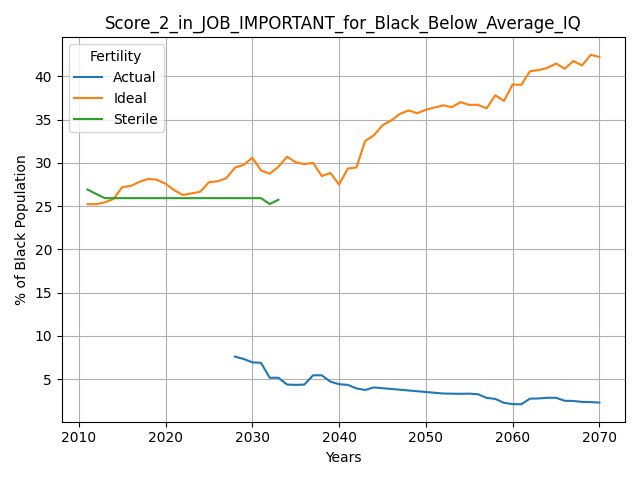 Score_2_in_JOB_IMPORTANT_for_Black_Below_Average_IQ
Fertility
Actual
Ideal
Sterile
% of Black Population
40
35
30
25
20
15
10
5
2010 2020 2030 2040 2050 2060 2070
Years